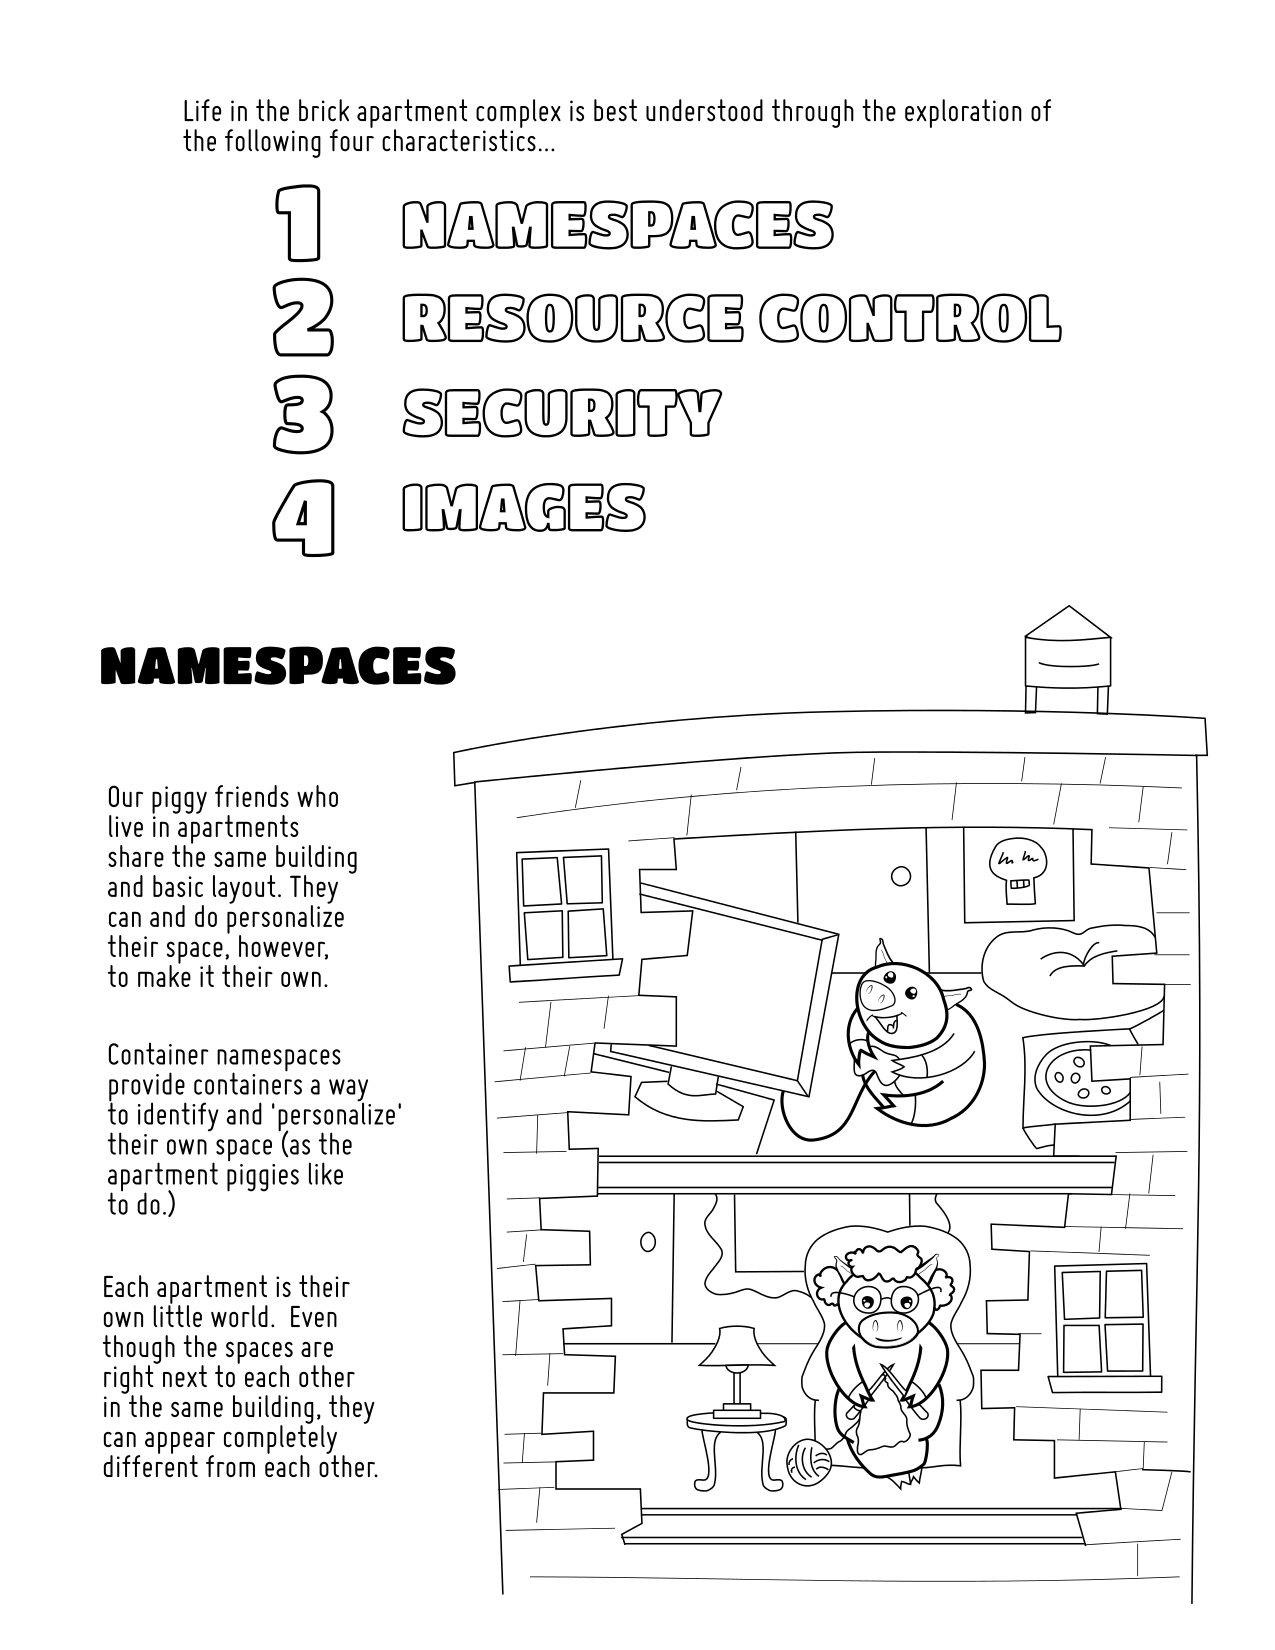 Life in the brick apartment complex is best understood through the exploration of
the following four characteristics...
1 NAMESPACES
2 RESOURCE CONTROL
3 SECURITY
4 IMAGES
NAMESPACES
Our piggy friends who
live in apartments
share the same building
and basic layout. They
can and do personalize
their space, however,
to make it their own.
Container namespaces
provide containers a way
to identify and 'personalize'
their own space (as the
apartment piggies like
to do.)
Each apartment is their
own little world.  Even
though the spaces are
right next to each other
in the same building, they
can appear completely
different from each other.